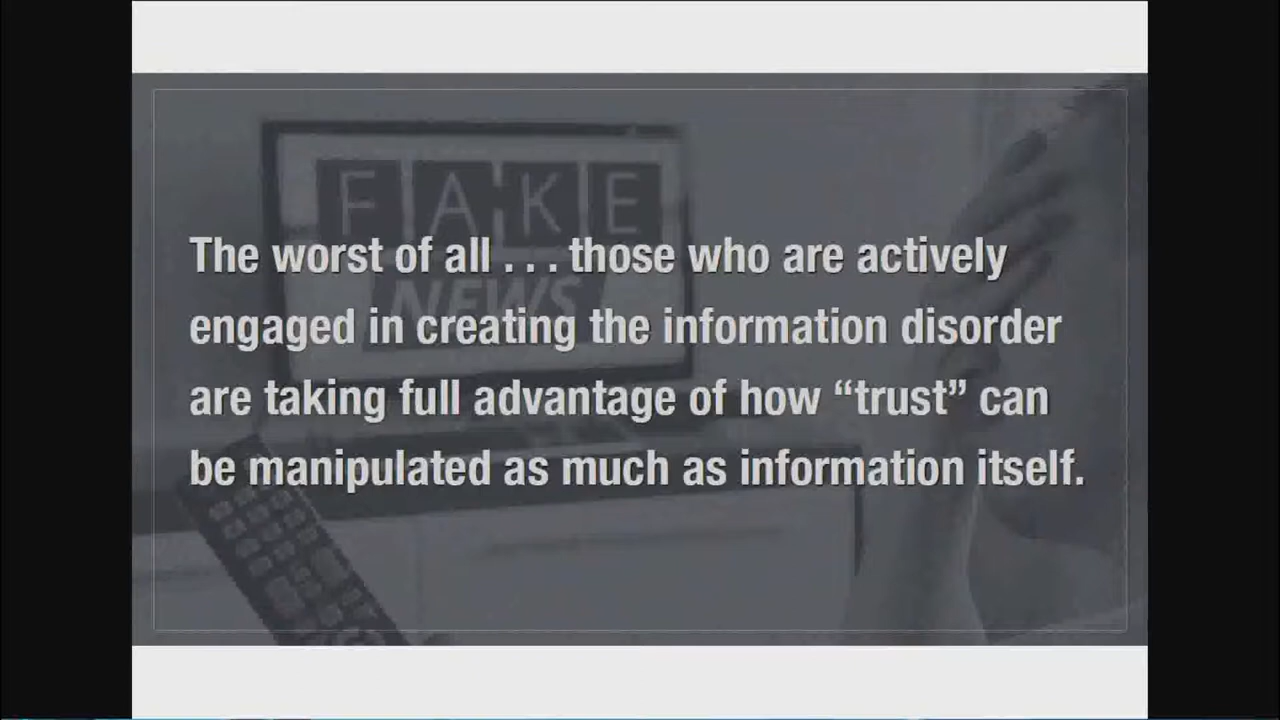 FAKE
NEWS
The worst of all . . . those who are actively
engaged in creating the information disorder
are taking full advantage of how “trust” can
be manipulated as much as information itself.